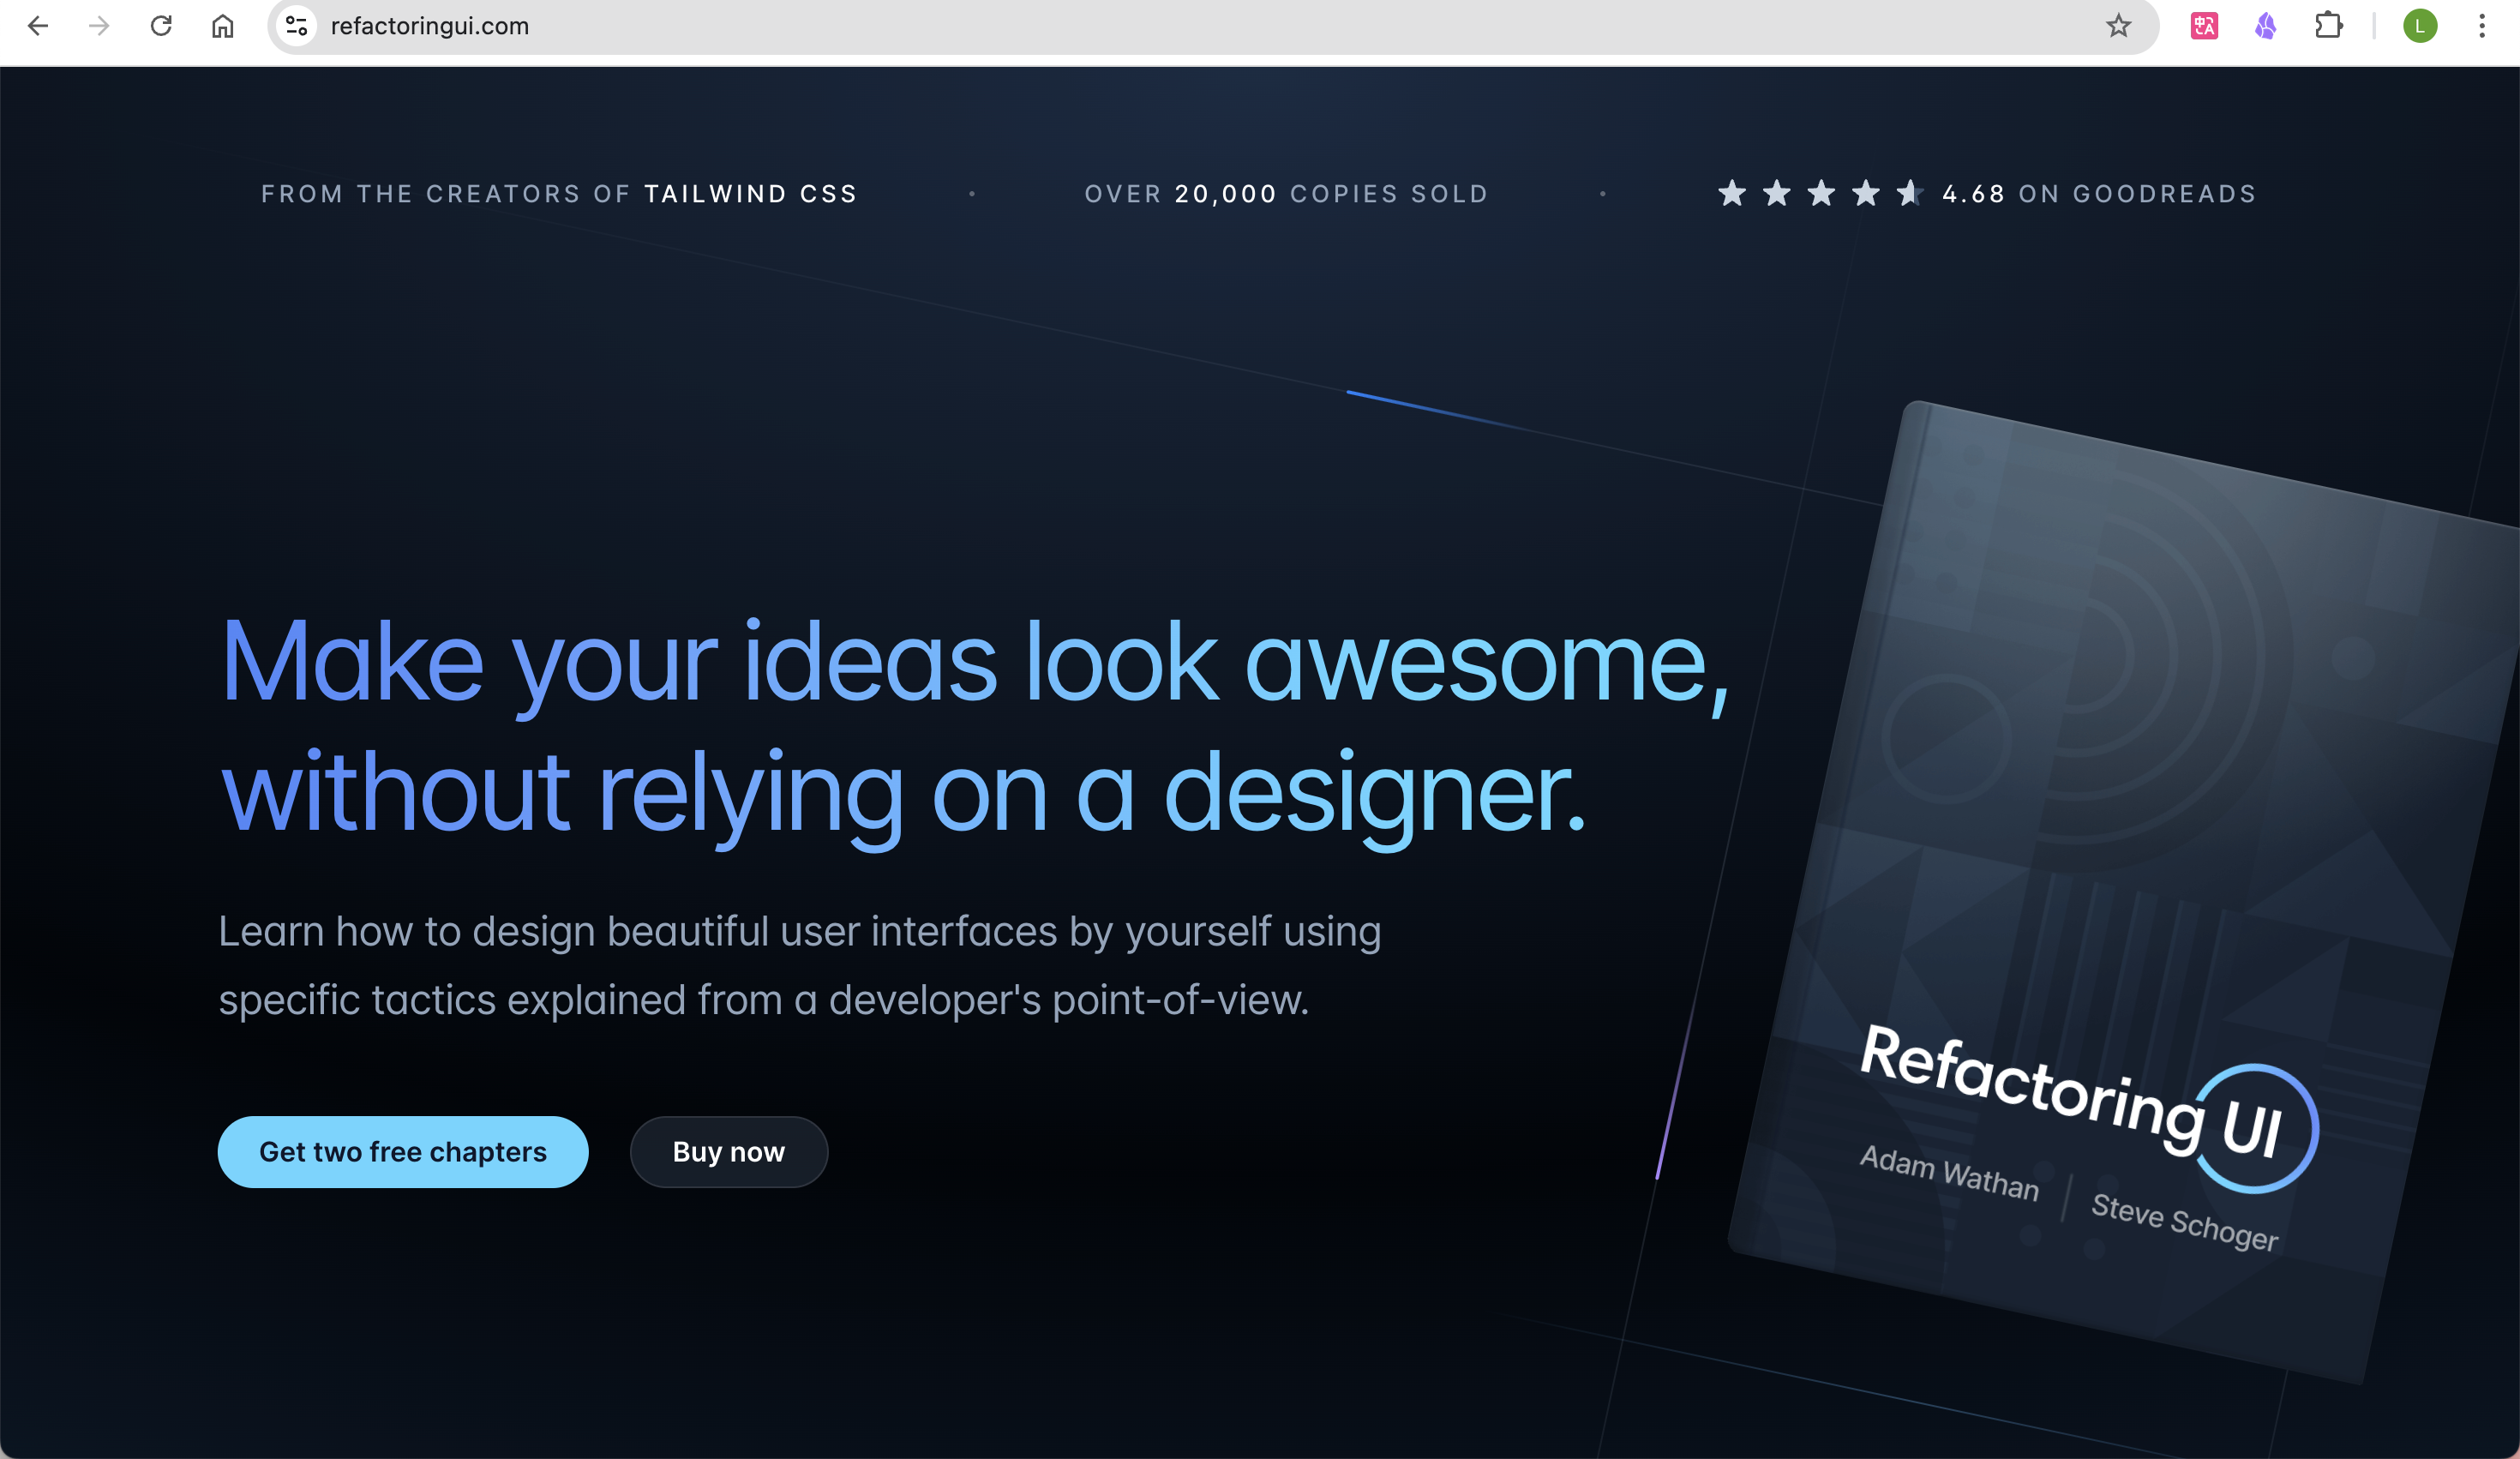 refactoringui.com
L
FROM THE CREATORS OF TAILWIND CSS
OVER 20,000 COPIES SOLD
4.68 ON GOODREADS
Make your ideas look awesome,
without relying on a designer.
Learn how to design beautiful user interfaces by yourself using
specific tactics explained from a developer's point-of-view.
Get two free chapters
Buy now
Refactoring UI
Adam Wathan | Steve Schoger